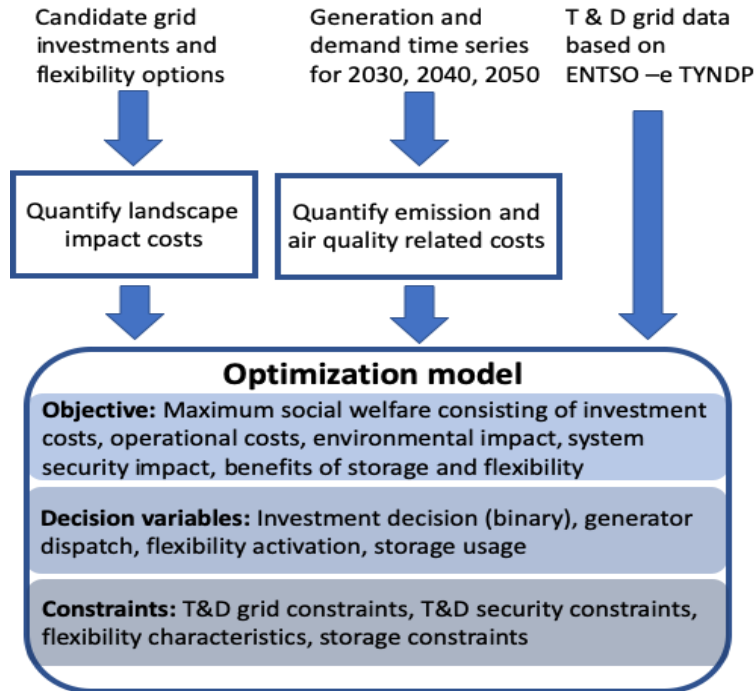 Candidate grid
investments and
flexibility options
Generation and
demand time series
for 2030, 2040, 2050
T & D grid data
based on
ENTSO –e TYNDP
Quantify landscape
impact costs
Quantify emission and
air quality related costs
Optimization model
Objective: Maximum social welfare consisting of investment
costs, operational costs, environmental impact, system
security impact, benefits of storage and flexibility
Decision variables: Investment decision (binary), generator
dispatch, flexibility activation, storage usage
Constraints: T&D grid constraints, T&D security constraints,
flexibility characteristics, storage constraints